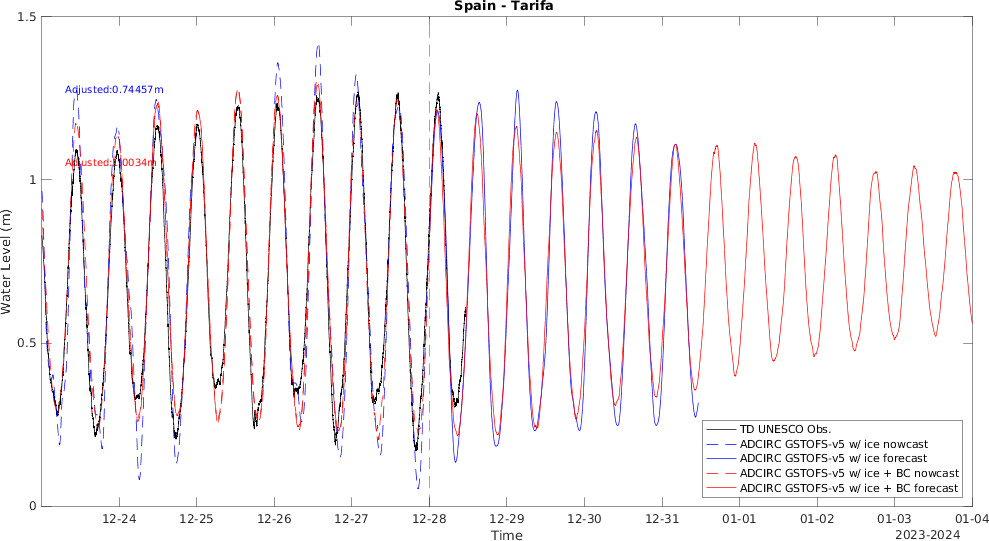 Spain - Tarifa
1.5
Adjusted:0.74457m
Adjusted:1.0034m
1
Water Level (m)
0.5
0
TD UNESCO Obs.
ADCIRC GSTOFS-v5 w/ ice nowcast
ADCIRC GSTOFS-v5 w/ ice forecast
ADCIRC GSTOFS-v5 w/ ice + BC nowcast
ADCIRC GSTOFS-v5 w/ ice + BC forecast
12-24 12-25 12-26 12-27 12-28 12-29 12-30 12-31 01-01 01-02 01-03 01-04
Time
2023-2024